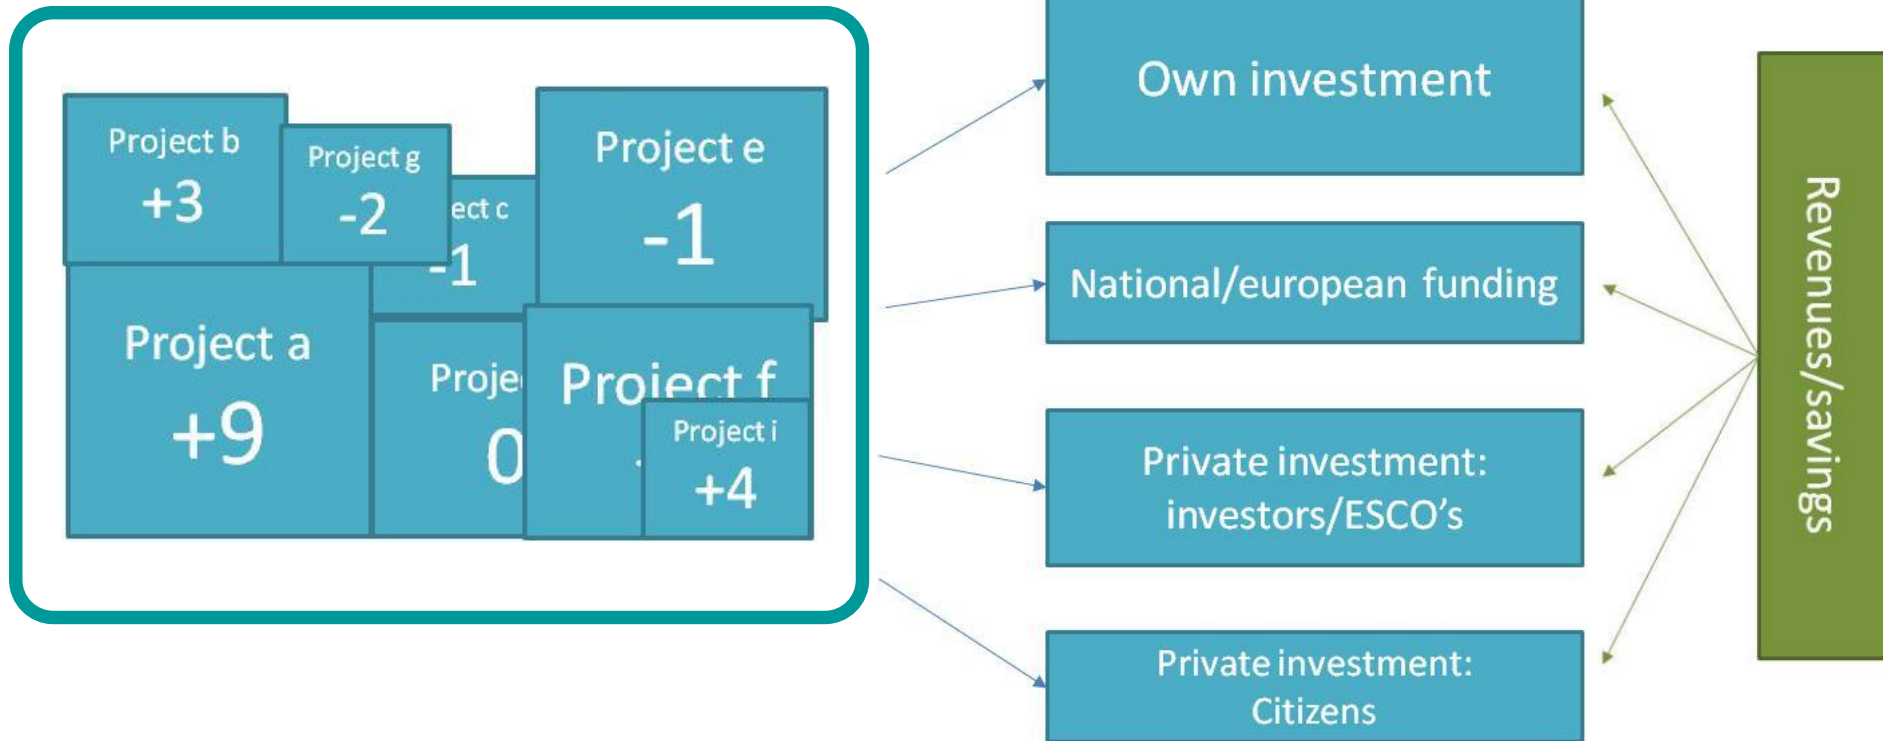 Project b
+3
Project g
-2
ect c
-1
Project e
-1
Project a
+9
Proje
0
Project f
Project i
+4
Own investment
National/european funding
Private investment:
investors/ESCO's
Private investment:
Citizens
Revenues/savings